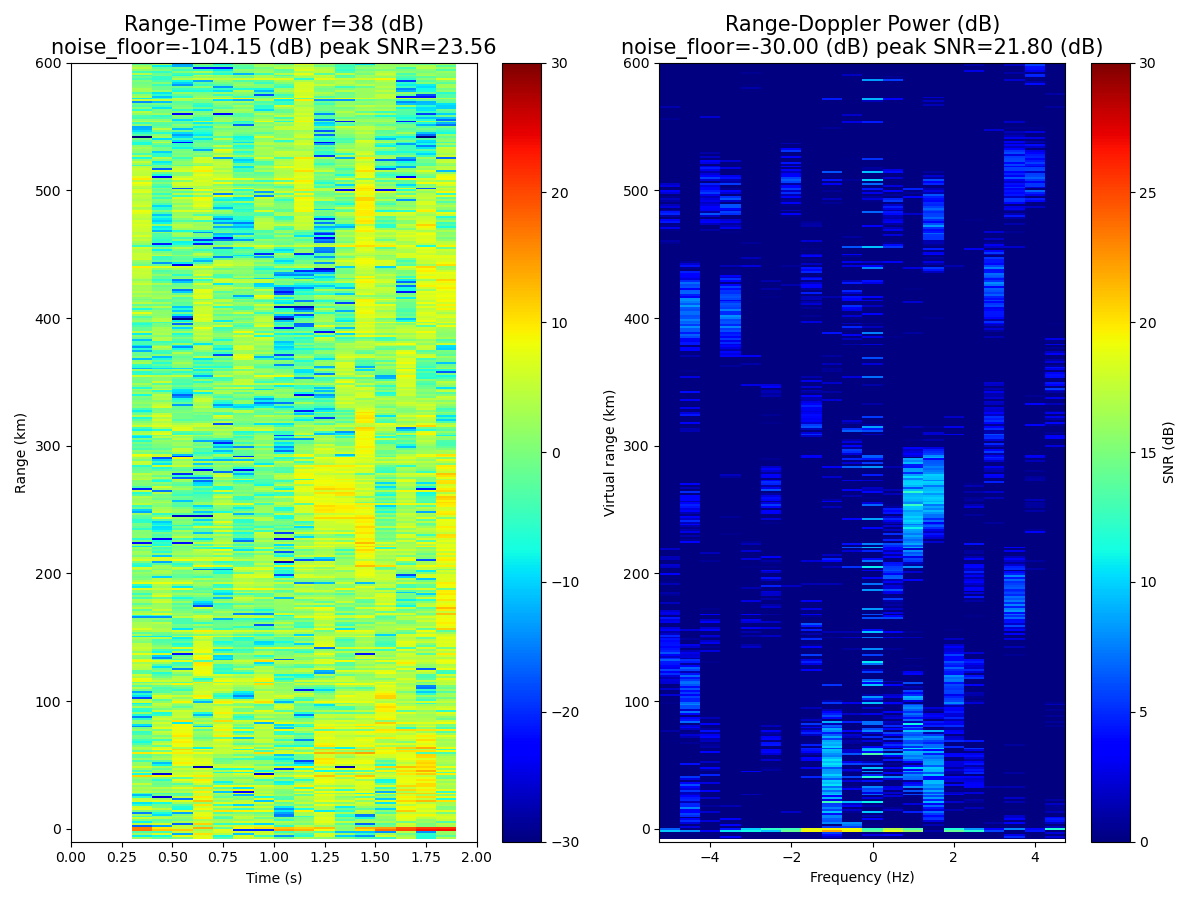 Range-Time Power f=38 (dB)
noise_floor=-104.15 (dB) peak SNR=23.56
Range-Doppler Power (dB)
noise_floor=-30.00 (dB) peak SNR=21.80 (dB)
600
500
400
300
200
100
0
Range (km)
0.00 0.25 0.50 0.75 1.00 1.25 1.50 1.75 2.00
Time (s)
30
20
10
0
−10
−20
−30
600
500
400
300
200
100
0
Virtual range (km)
−4 −2 0 2 4
Frequency (Hz)
30
25
20
15
10
5
0
SNR (dB)